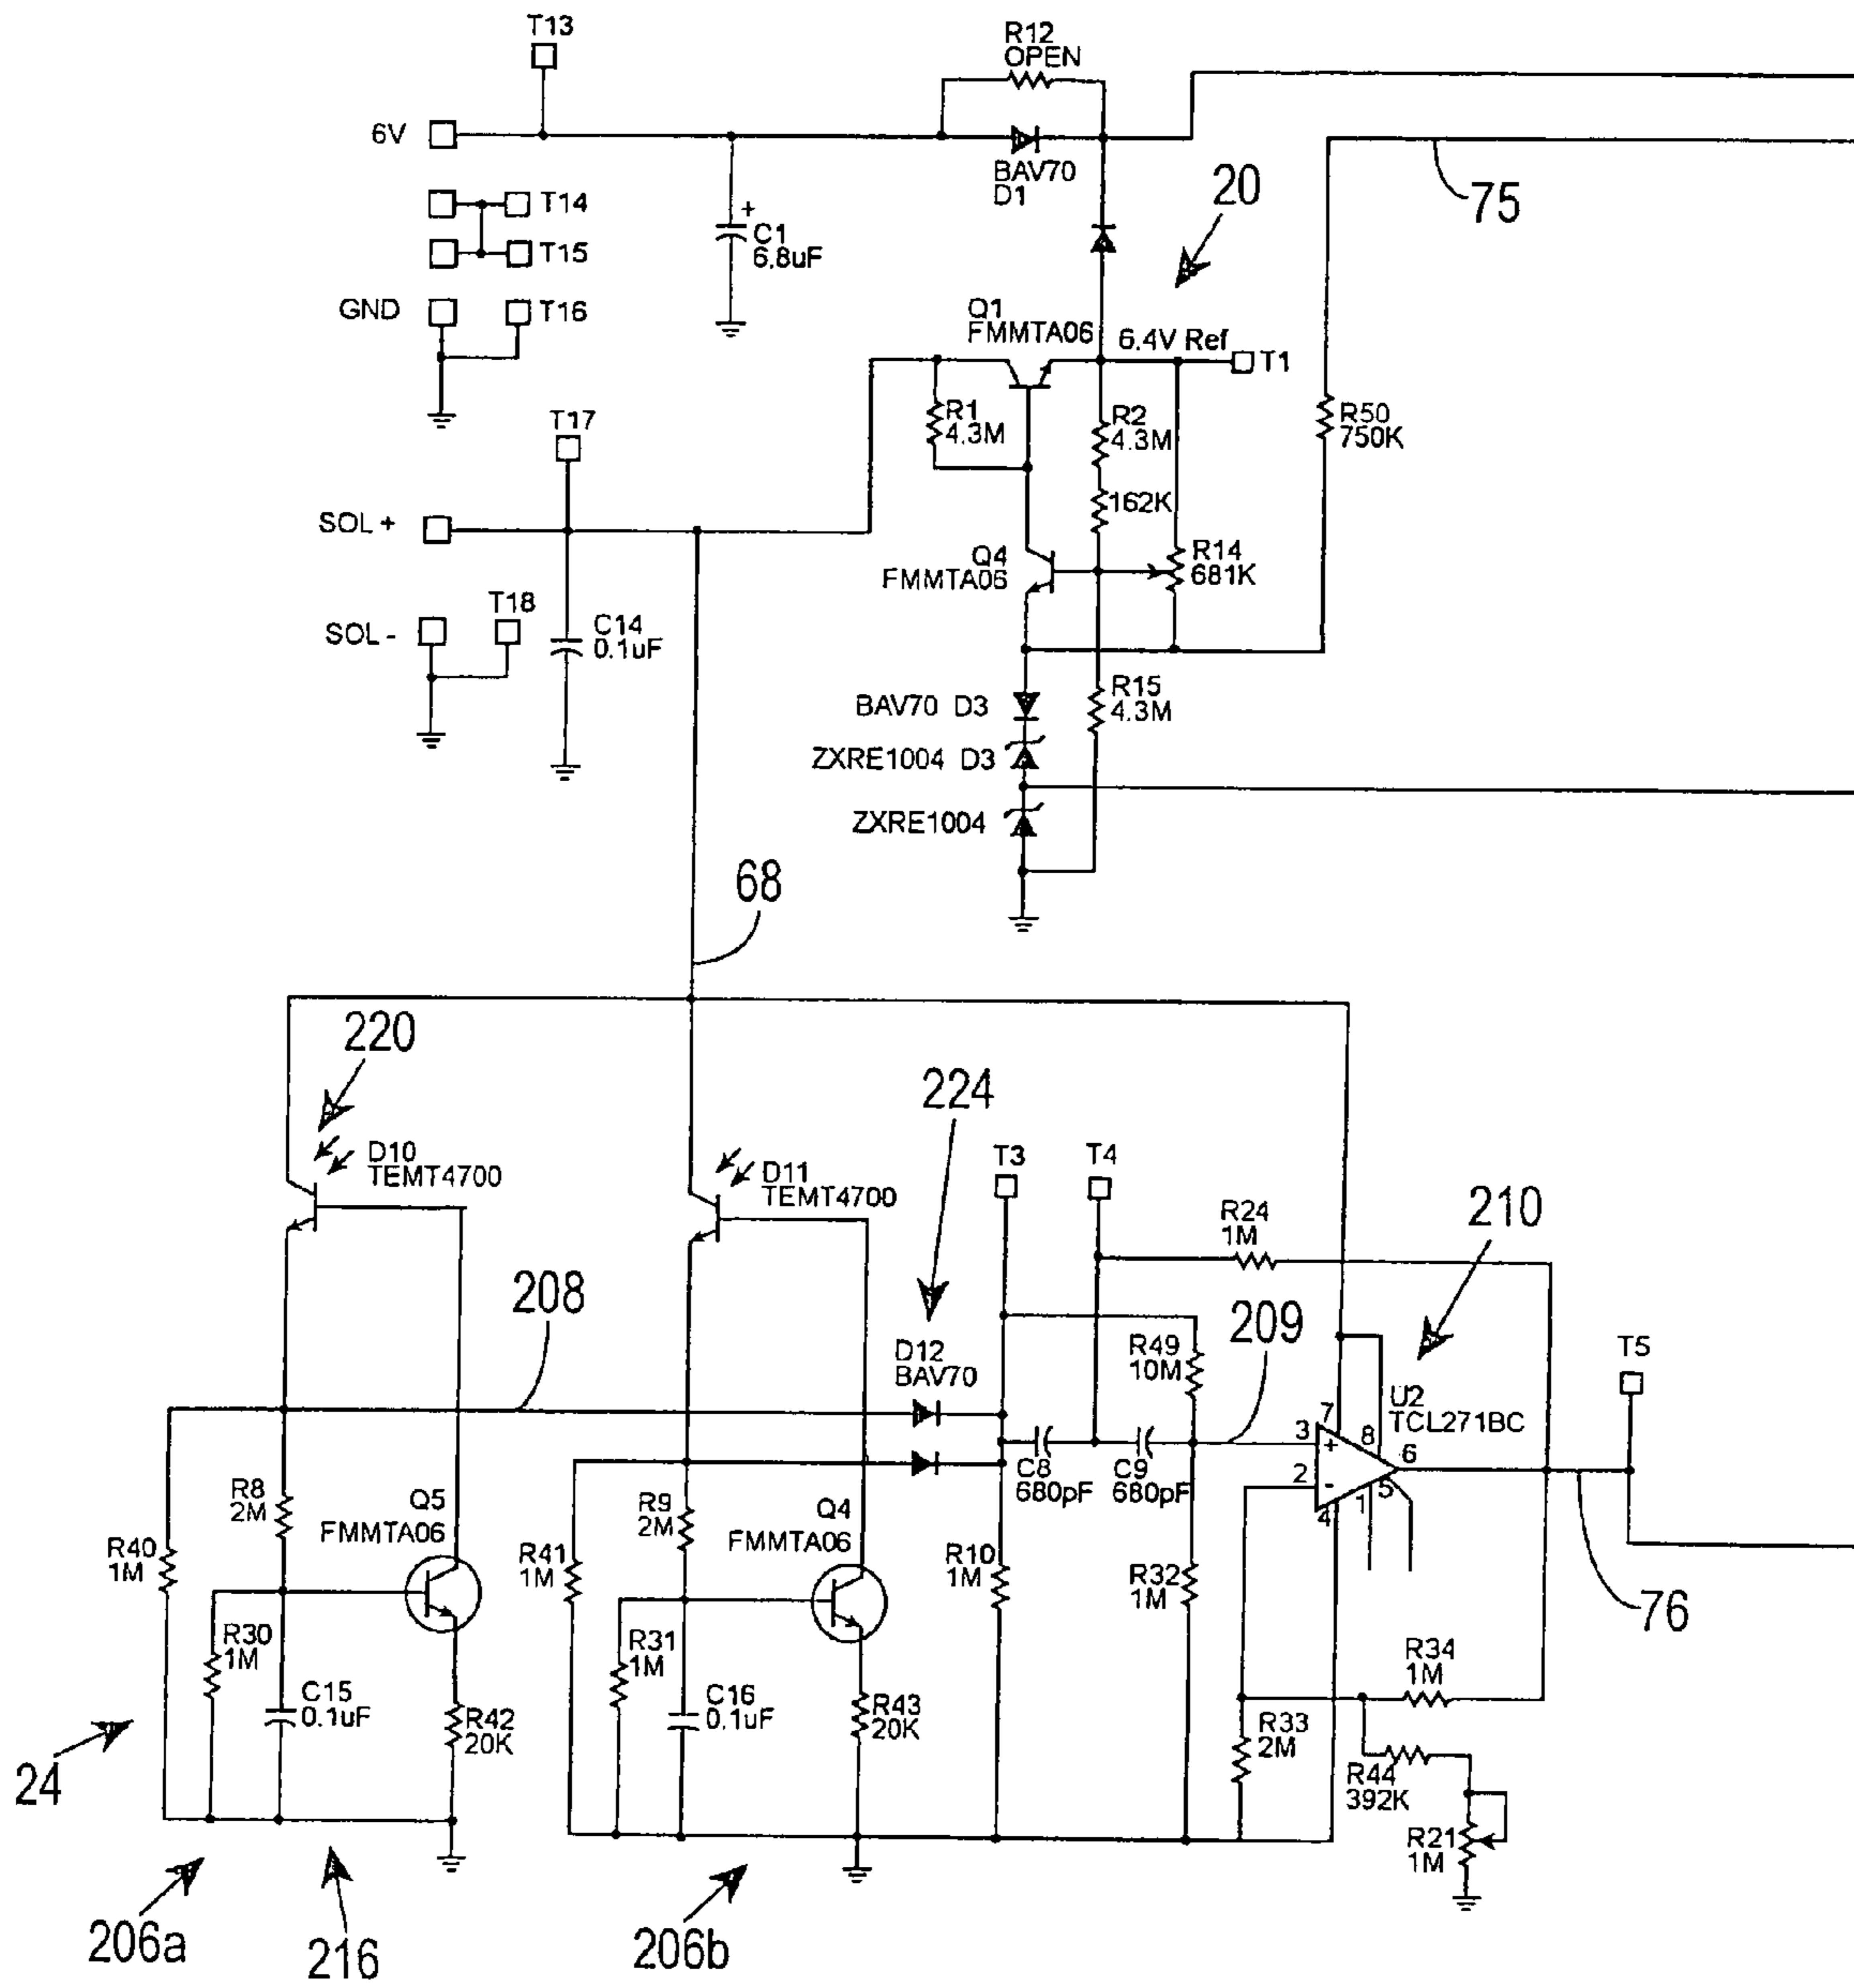 T13
R12
OPEN
6V
BAV70
D1
20
75
T14
+
C1
6.8uF
T15
GND
T16
Q1
FMMTA06
6.4V Ref
T1
R1
4.3M
R2
4.3M
R50
750K
T17
162K
SOL +
Q4
FMMTA06
R14
681K
T18
SOL -
C14
0.1uF
R15
4.3M
BAV70 D3
ZXRE1004 D3
ZXRE1004
68
220
224
D10
TEMT4700
D11
TEMT4700
T3
T4
R24
1M
210
208
209
D12
BAV70
R49
10M
T5
U2
TCL271BC
7
8
3
+
6
2
-
5
1
4
C8
680pF
C9
680pF
R8
2M
Q5
FMMTA06
R9
2M
Q4
FMMTA06
R40
1M
R41
1M
R10
1M
R32
1M
76
R30
1M
R31
1M
R34
1M
C15
0.1uF
R42
20K
C16
0.1uF
R43
20K
R33
2M
24
R44
392K
R21
1M
206a
216
206b